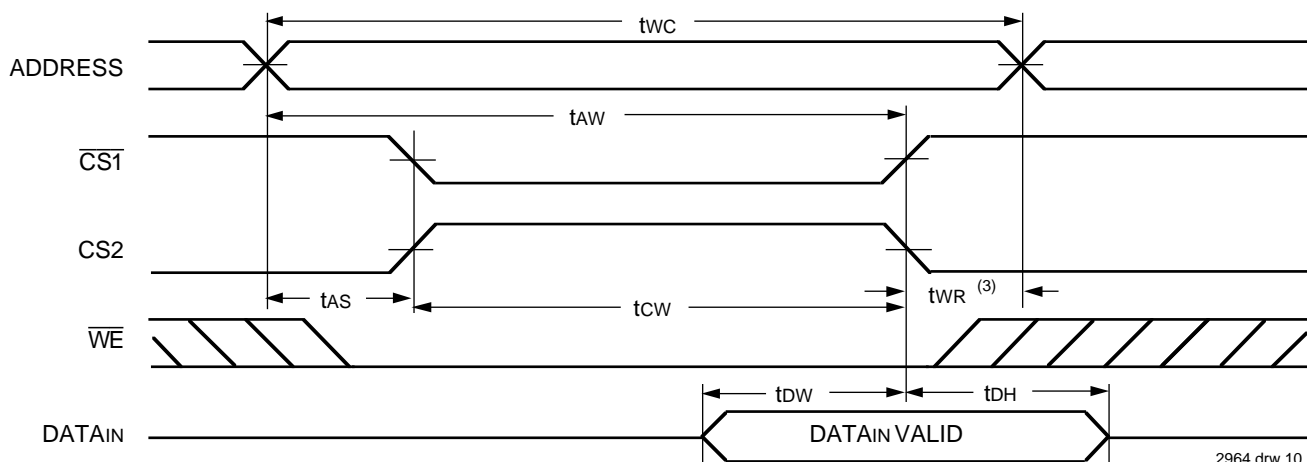 tWC
ADDRESS
tAW
CS1
CS2
tAS
tCW
tWR (3)
WE
tDW
tDH
DATAIN
DATAIN VALID
2964 drw 10